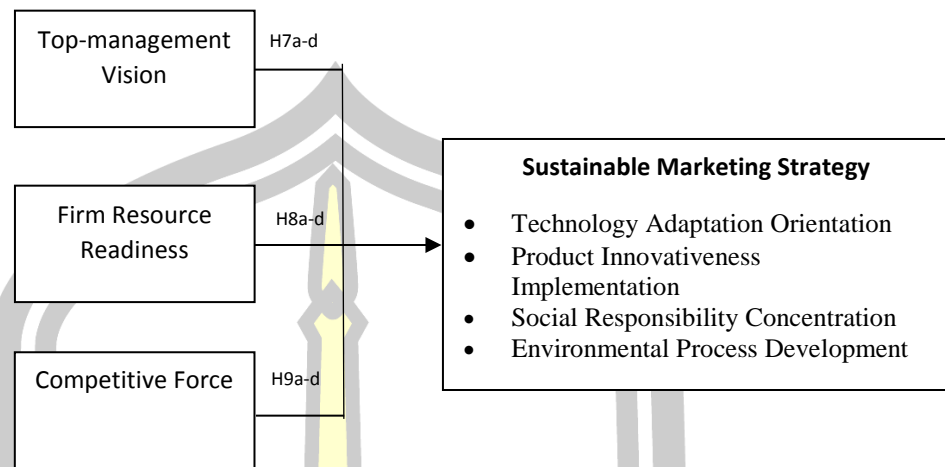 Top-management
Vision
H7a-d
Firm Resource
Readiness
H8a-d
Competitive Force
H9a-d
Sustainable Marketing Strategy
• Technology Adaptation Orientation
• Product Innovativeness
Implementation
• Social Responsibility Concentration
• Environmental Process Development